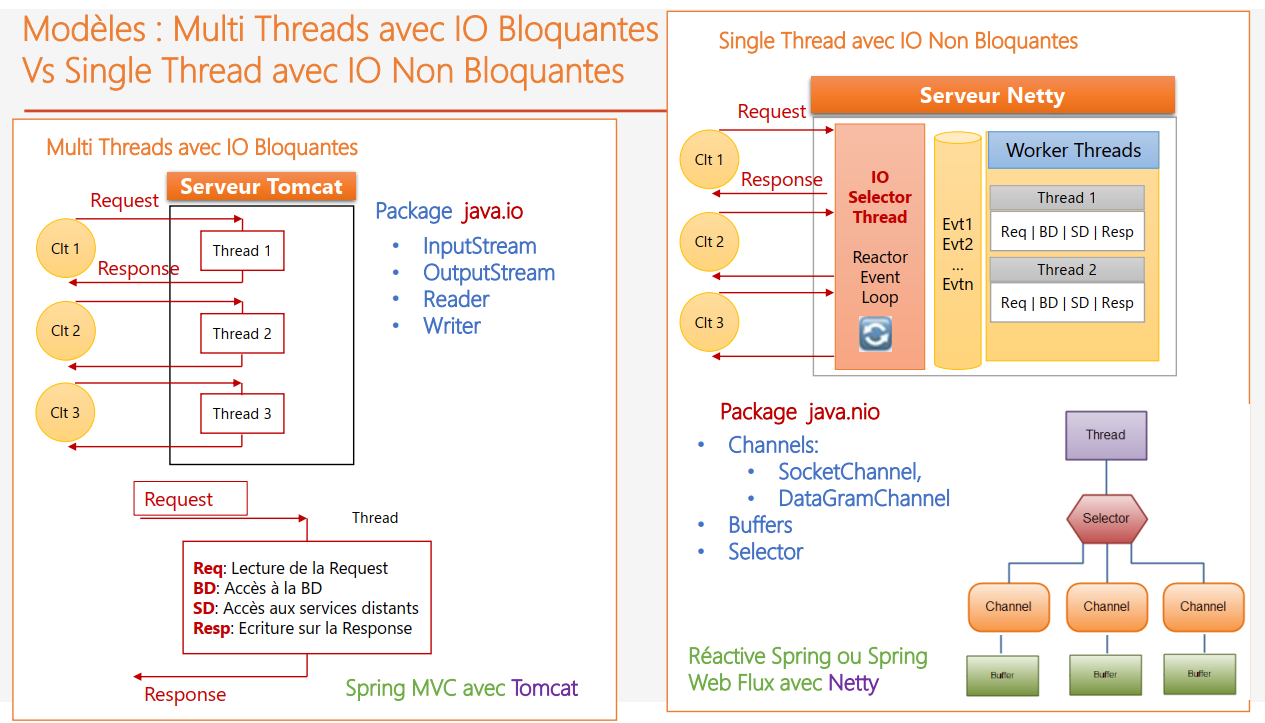 Modèles : Multi Threads avec IO Bloquantes
Vs Single Thread avec IO Non Bloquantes
Multi Threads avec IO Bloquantes
Serveur Tomcat
Request
Clt 1
Thread 1
Response
Clt 2
Thread 2
Clt 3
Thread 3
Package java.io
• InputStream
• OutputStream
• Reader
• Writer
Request
Thread
Req: Lecture de la Request
BD: Accès à la BD
SD: Accès aux services distants
Resp: Ecriture sur la Response
Response
Spring MVC avec Tomcat
Single Thread avec IO Non Bloquantes
Serveur Netty
Request
Clt 1
Response
Clt 2
Clt 3
IO
Selector
Thread
Reactor
Event
Loop
Evt1
Evt2
...
Evtn
Worker Threads
Thread 1
Req | BD | SD | Resp
Thread 2
Req | BD | SD | Resp
Package java.nio
• Channels:
• SocketChannel,
• DataGramChannel
• Buffers
• Selector
Thread
Selector
Channel
Channel
Channel
Buffer
Buffer
Buffer
Réactive Spring ou Spring
Web Flux avec Netty